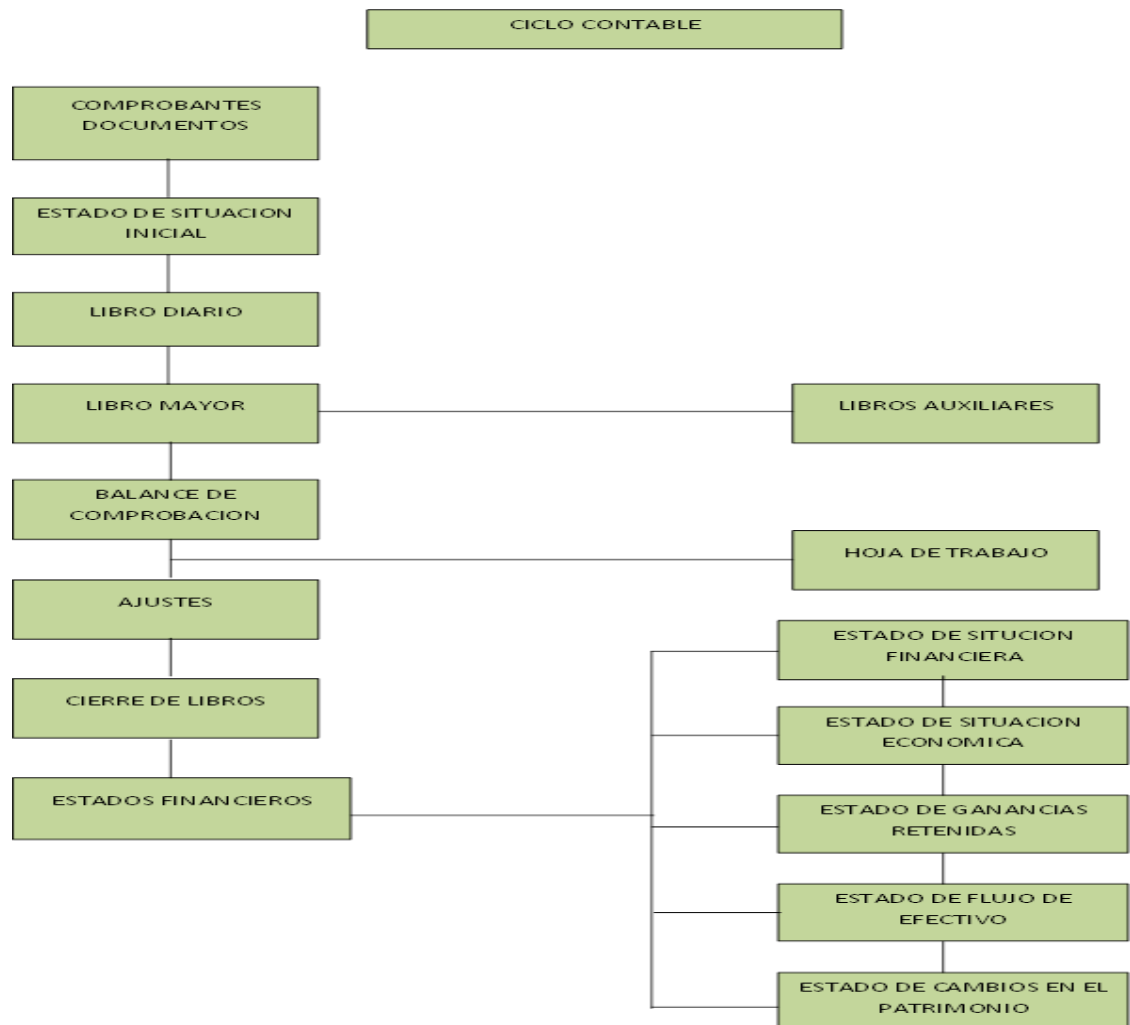 CICLO CONTABLE
COMPROBANTES
DOCUMENTOS
ESTADO DE SITUACION
INICIAL
LIBRO DIARIO
LIBRO MAYOR
LIBROS AUXILIARES
BALANCE DE
COMPROBACION
HOJA DE TRABAJO
AJUSTES
CIERRE DE LIBROS
ESTADOS FINANCIEROS
ESTADO DE SITUCION
FINANCIERA
ESTADO DE SITUACION
ECONOMICA
ESTADO DE GANANCIAS
RETENIDAS
ESTADO DE FLUJO DE
EFECTIVO
ESTADO DE CAMBIOS EN EL
PATRIMONIO